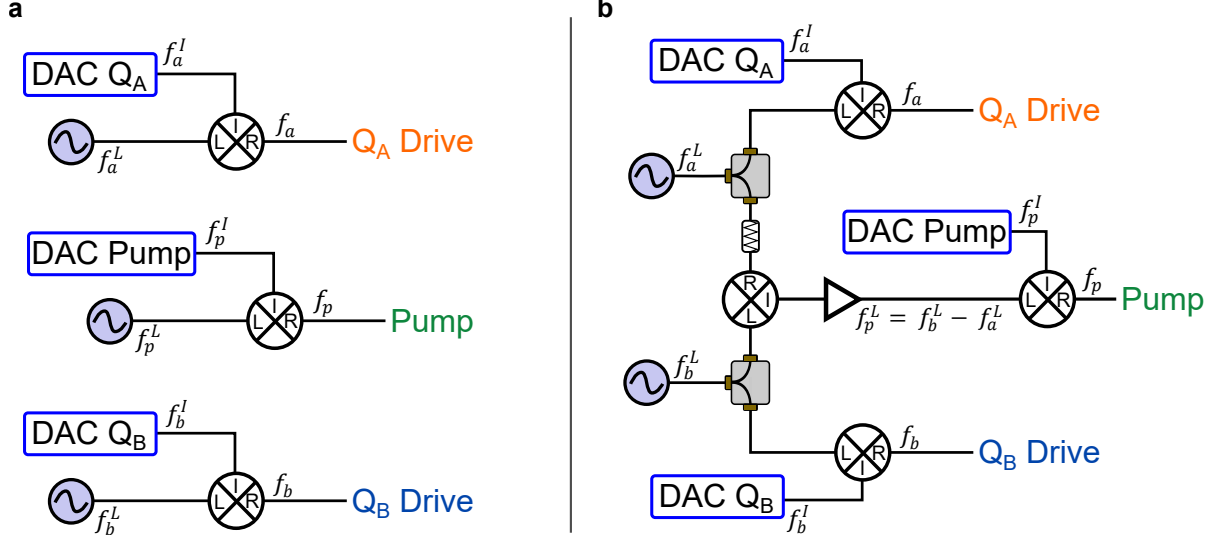 a
DAC Q_A
f_a^I
L
I
R
f_a^L
f_a
Q_A Drive
DAC Pump
f_p^I
L
I
R
f_p^L
f_p
Pump
DAC Q_B
f_b^I
L
I
R
f_b^L
f_b
Q_B Drive
b
DAC Q_A
f_a^I
L
I
R
f_a
Q_A Drive
f_a^L
DAC Pump
f_p^I
R
I
L
f_p^L = f_b^L − f_a^L
L
I
R
f_p
Pump
f_b^L
L
R
I
f_b
Q_B Drive
DAC Q_B
f_b^I